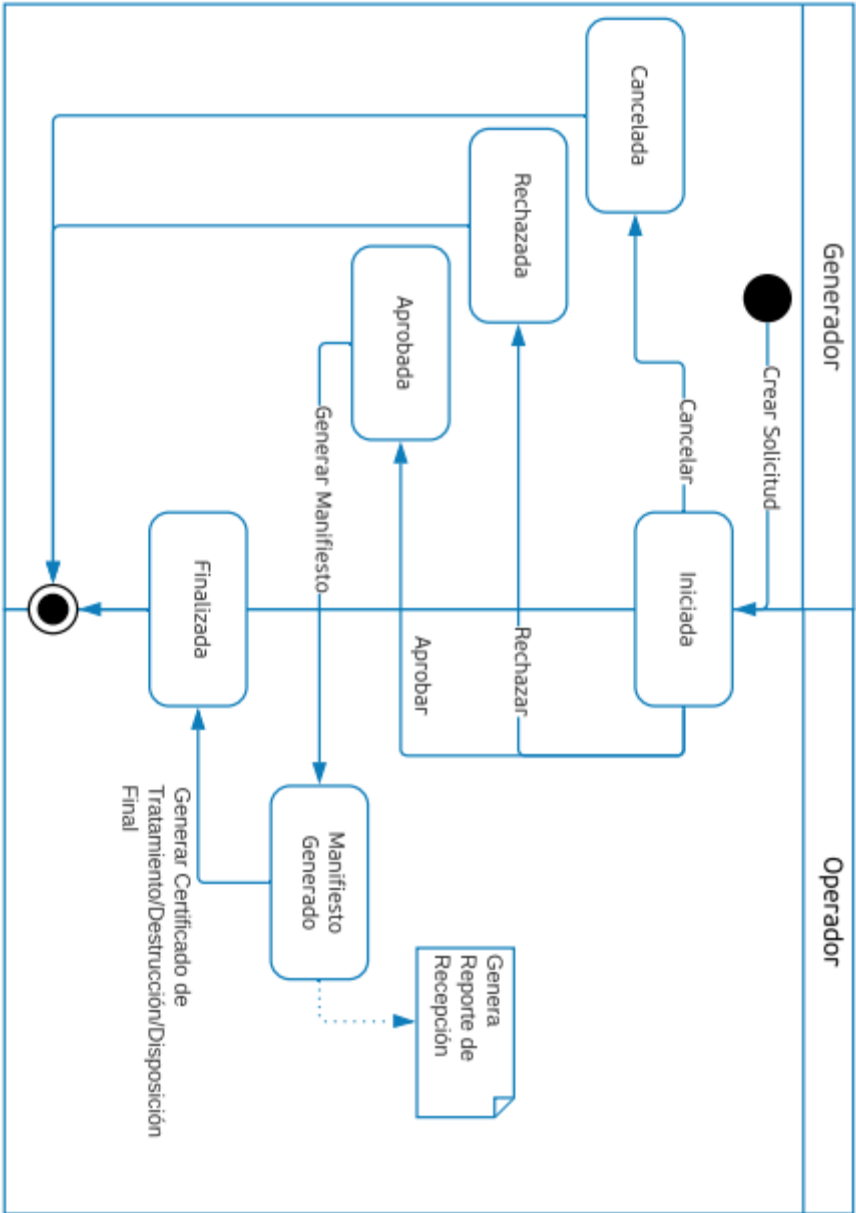 Generador
Operador
Crear Solicitud
Cancelada
Cancelar
Iniciada
Rechazada
Rechazar
Aprobada
Aprobar
Generar Manifiesto
Manifiesto
Generado
Genera
Reporte de
Recepción
Finalizada
Generar Certificado de
Tratamiento/Destrucción/Disposición
Final